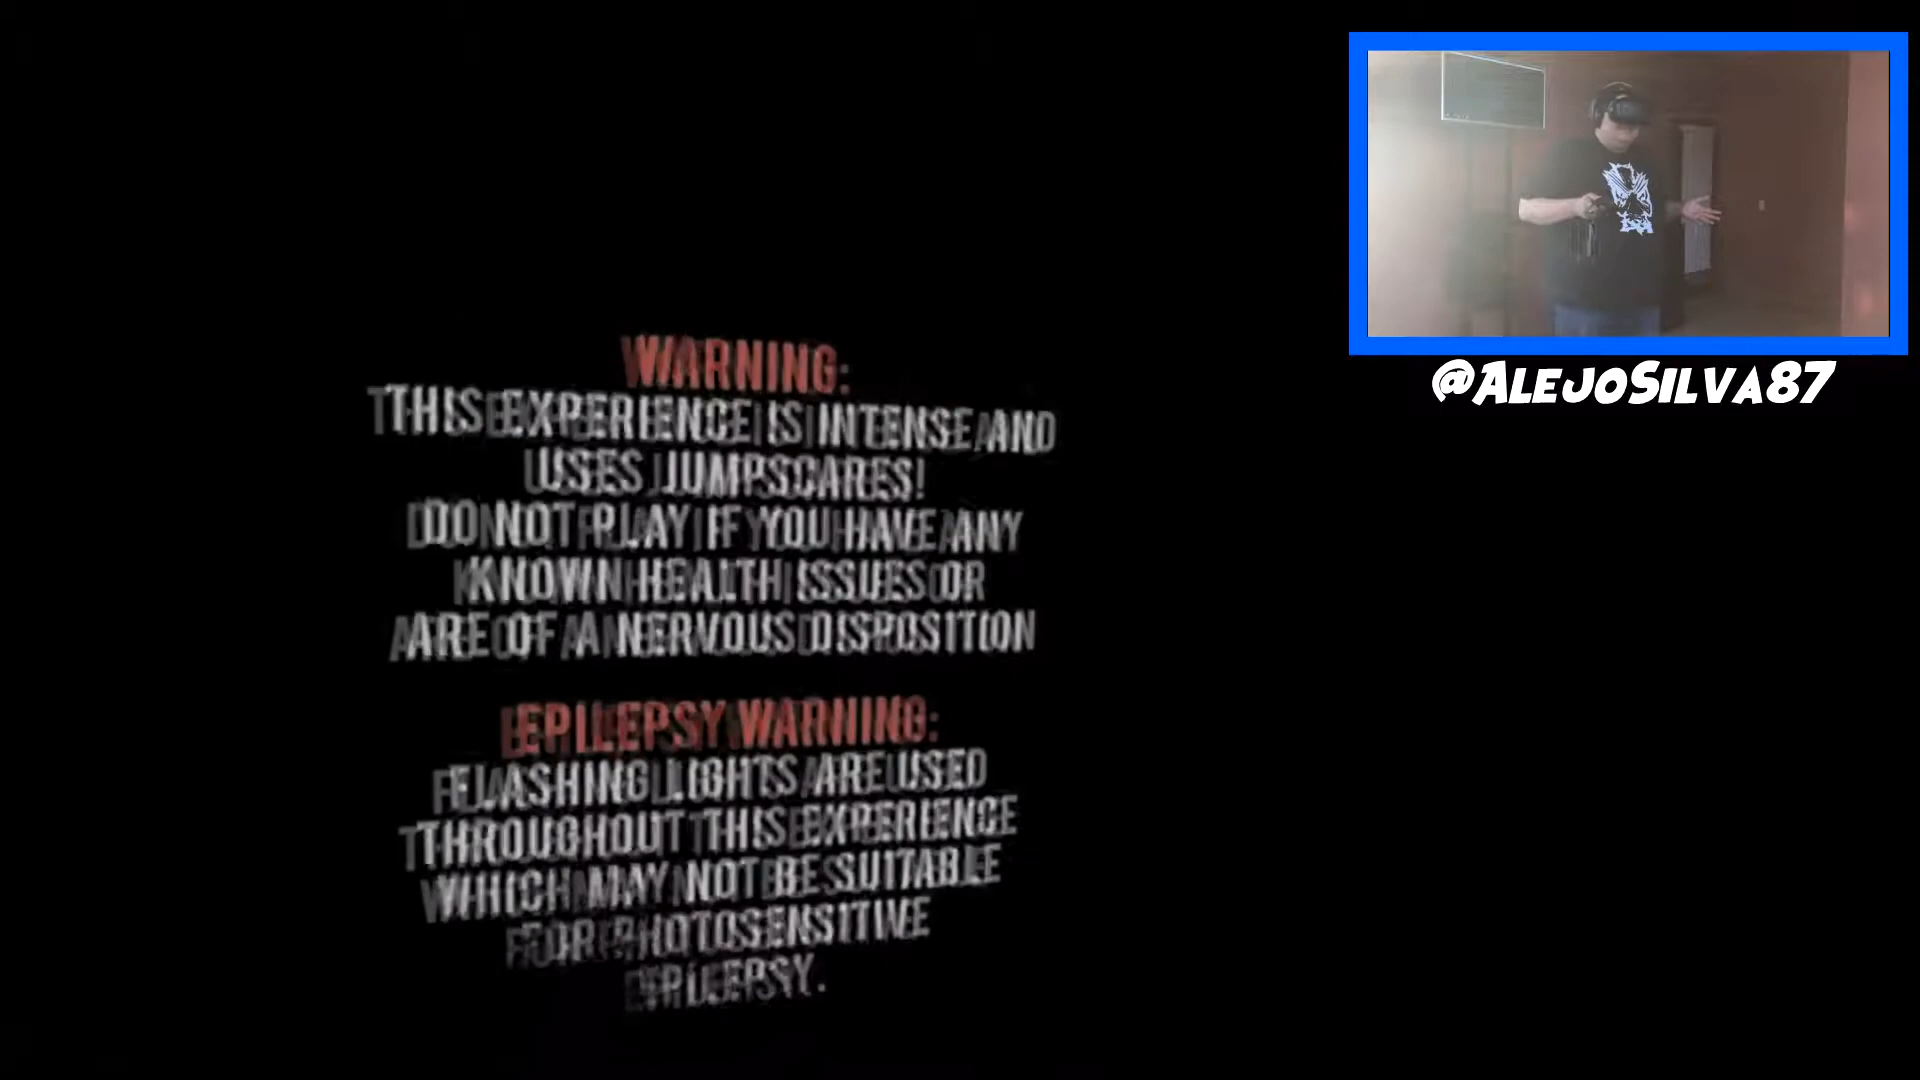 WARNING:
THIS EXPERIENCE IS INTENSE AND
USES JUMPSCARES!
DO NOT PLAY IF YOU HAVE ANY
KNOWN HEALTH ISSUES OR
ARE OF A NERVOUS DISPOSITION
EPILEPSY WARNING:
FLASHING LIGHTS ARE USED
THROUGHOUT THIS EXPERIENCE
WHICH MAY NOT BE SUITABLE
FOR PHOTOSENSITIVE
EPILEPSY.
@ALEJOSILVA87